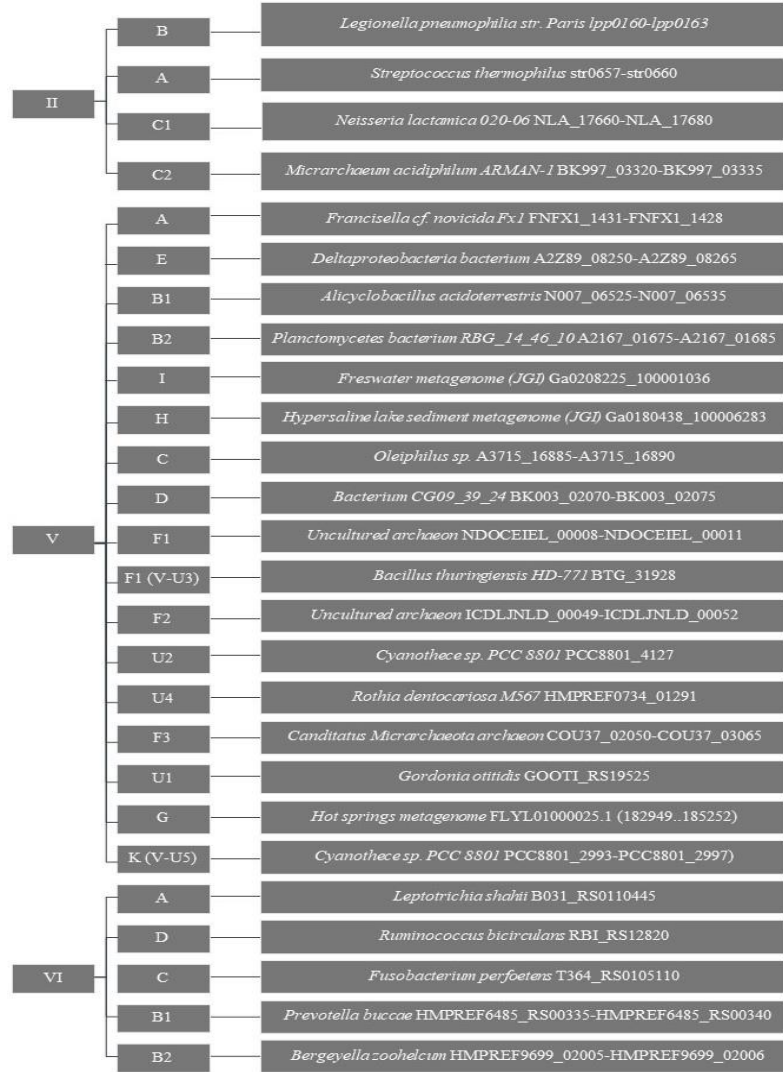 B
Legionella pneumophilia str. Paris lpp0160-lpp0163
A
Streptococcus thermophilus str0657-str0660
II
C1
Neisseria lactamica 020-06 NLA_17660-NLA_17680
C2
Micrarchaeum acidiphilum ARMAN-1 BK997_03320-BK997_03335
A
Francisella cf. novicida Fx1 FNFX1_1431-FNFX1_1428
E
Deltaproteobacteria bacterium A2Z89_08250-A2Z89_08265
B1
Alicyclobacillus acidoterrestris N007_06525-N007_06535
B2
Planctomycetes bacterium RBG_14_46_10 A2167_01675-A2167_01685
I
Freswater metagenome (JGI) Ga0208225_100001036
H
Hypersaline lake sediment metagenome (JGI) Ga0180438_100006283
C
Oleiphilus sp. A3715_16885-A3715_16890
D
Bacterium CG09_39_24 BK003_02070-BK003_02075
V
F1
Uncultured archaeon NDOCEIEL_00008-NDOCEIEL_00011
F1 (V-U3)
Bacillus thuringiensis HD-771 BTG_31928
F2
Uncultured archaeon ICDLJNLD_00049-ICDLJNLD_00052
U2
Cyanothece sp. PCC 8801 PCC8801_4127
U4
Rothia dentocariosa M567 HMPREF0734_01291
F3
Canditatus Micrarchaeota archaeon COU37_02050-COU37_03065
U1
Gordonia otitidis GOOTI_RS19525
G
Hot springs metagenome FLYL01000025.1 (182949..185252)
K (V-U5)
Cyanothece sp. PCC 8801 PCC8801_2993-PCC8801_2997)
A
Leptotrichia shahii B031_RS0110445
D
Ruminococcus bicirculans RBI_RS12820
VI
C
Fusobacterium perfoetens T364_RS0105110
B1
Prevotella buccae HMPREF6485_RS00335-HMPREF6485_RS00340
B2
Bergeyella zoohelcum HMPREF9699_02005-HMPREF9699_02006